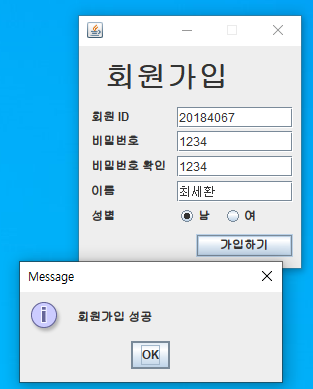 회원가입
회원 ID 20184067
비밀번호 1234
비밀번호 확인 1234
이름 최세환
성별 남 여
가입하기
Message
회원가입 성공
OK